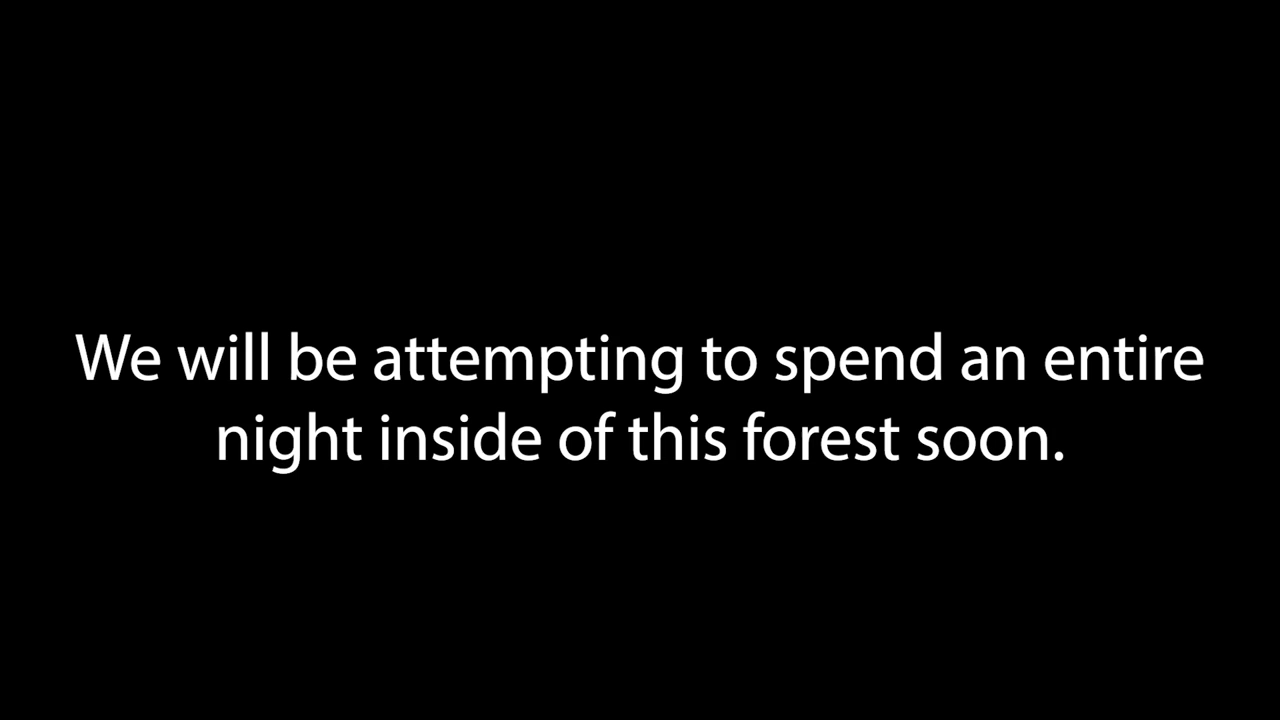 We will be attempting to spend an entire
night inside of this forest soon.